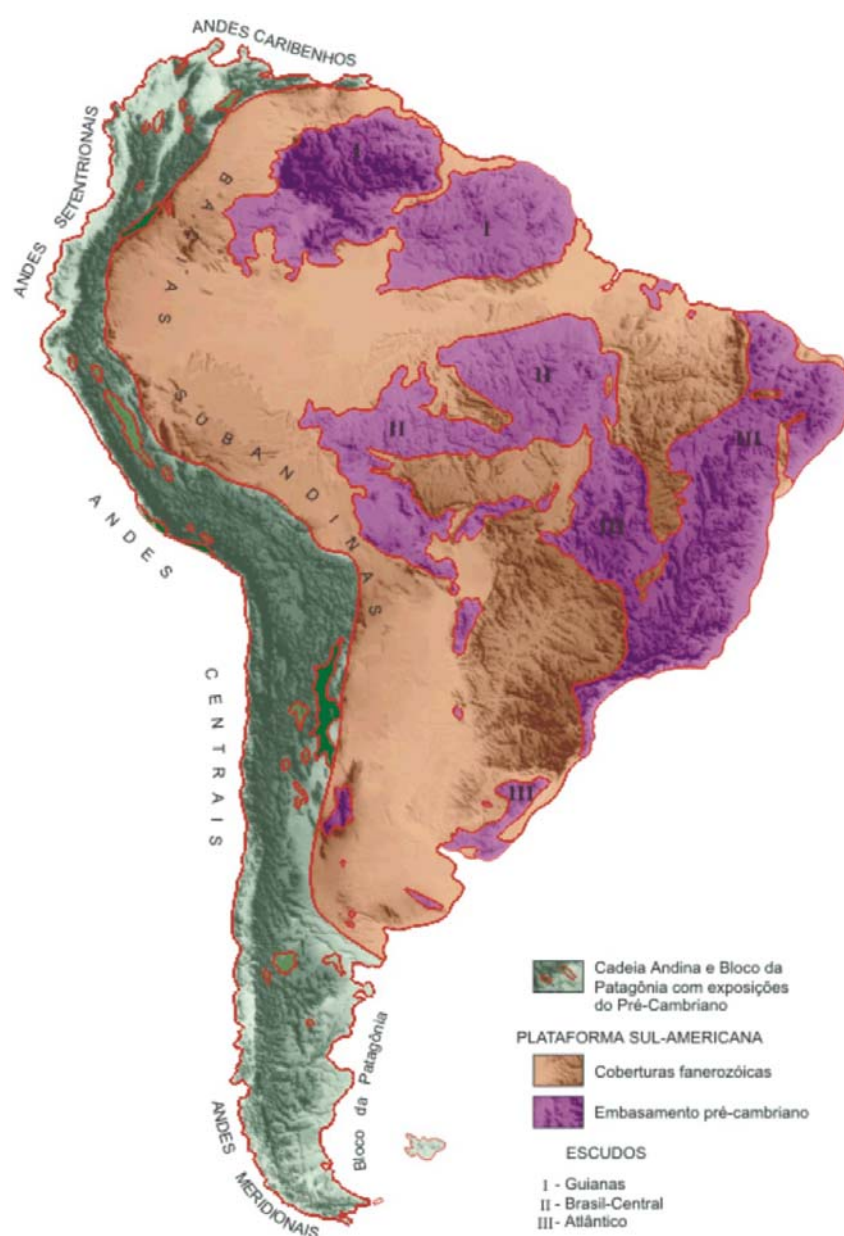 ANDES CARIBENHOS
ANDES SETENTRIONAIS
BACIAS SUBANDINAS
I
I
II
II
III
III
III
ANDES CENTRAIS
Bloco da Patagônia
ANDES MERIDIONAIS
Cadeia Andina e Bloco da
Patagônia com exposições
do Pré-Cambriano
PLATAFORMA SUL-AMERICANA
Coberturas fanerozóicas
Embasamento pré-cambriano
ESCUDOS
I - Guianas
II - Brasil-Central
III- Atlântico